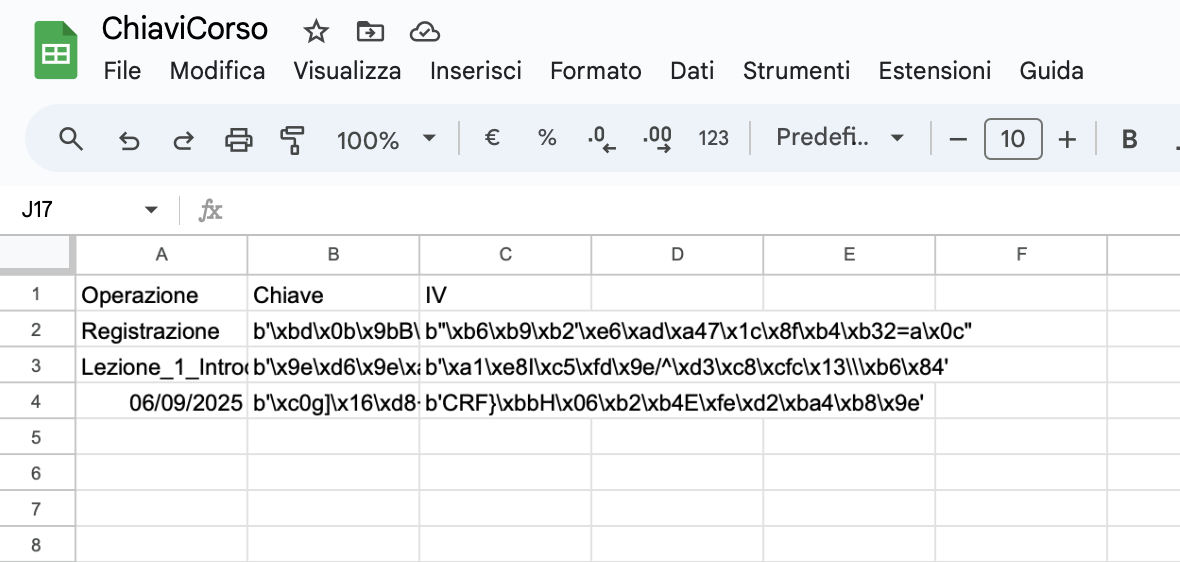 ChiaviCorso
File Modifica Visualizza Inserisci Formato Dati Strumenti Estensioni Guida
100% € % .0 .00 123 Predefi... 10 B
J17 fx
A B C D E F
1 Operazione Chiave IV
2 Registrazione b'\xbd\x0b\x9bB\ b"\xb6\xb9\xb2'\xe6\xad\xa47\x1c\x8f\xb4\xb32=a\x0c"
3 Lezione_1_Introd b'\x9e\xd6\x9e\xa b'\xa1\xe8I\xc5\xfd\x9e/^\xd3\xc8\xcfc\x13\\\xb6\x84'
4 06/09/2025 b'\xc0g]\x16\xd8 b'CRF}\xbbH\x06\xb2\xb4E\xfe\xd2\xba4\xb8\x9e'
5
6
7
8